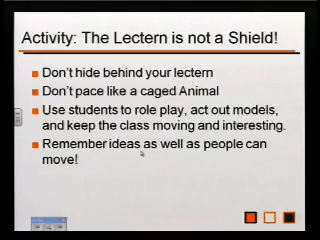 Activity: The Lectern is not a Shield!
Don't hide behind your lectern
Don't pace like a caged Animal
Use students to role play, act out models,
and keep the class moving and interesting.
Remember ideas as well as people can
move!